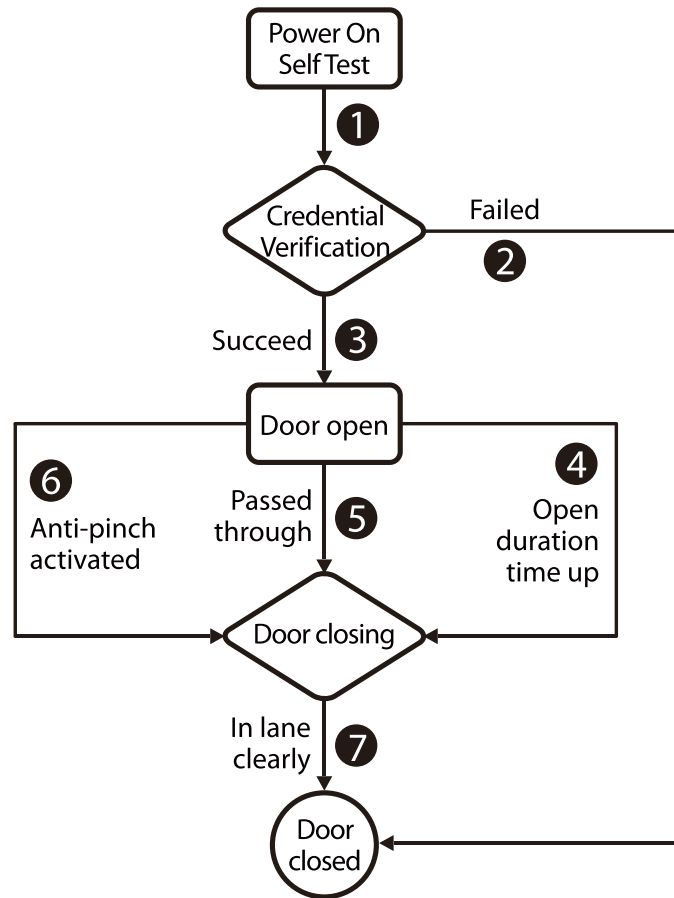 Power On
Self Test
1
Credential
Verification
Failed
2
Succeed
3
Door open
6
Anti-pinch
activated
Passed
through
5
4
Open
duration
time up
Door closing
In lane
clearly
7
Door
closed